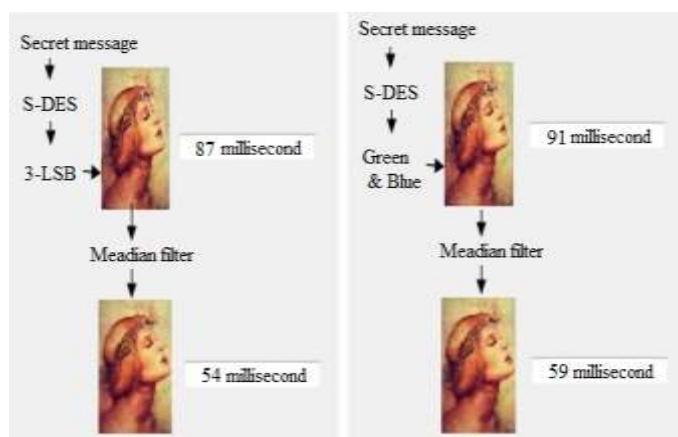 Secret message
S-DES
3-LSB
87 millisecond
Meadian filter
54 millisecond
Secret message
S-DES
Green
& Blue
91 millisecond
Meadian filter
59 millisecond